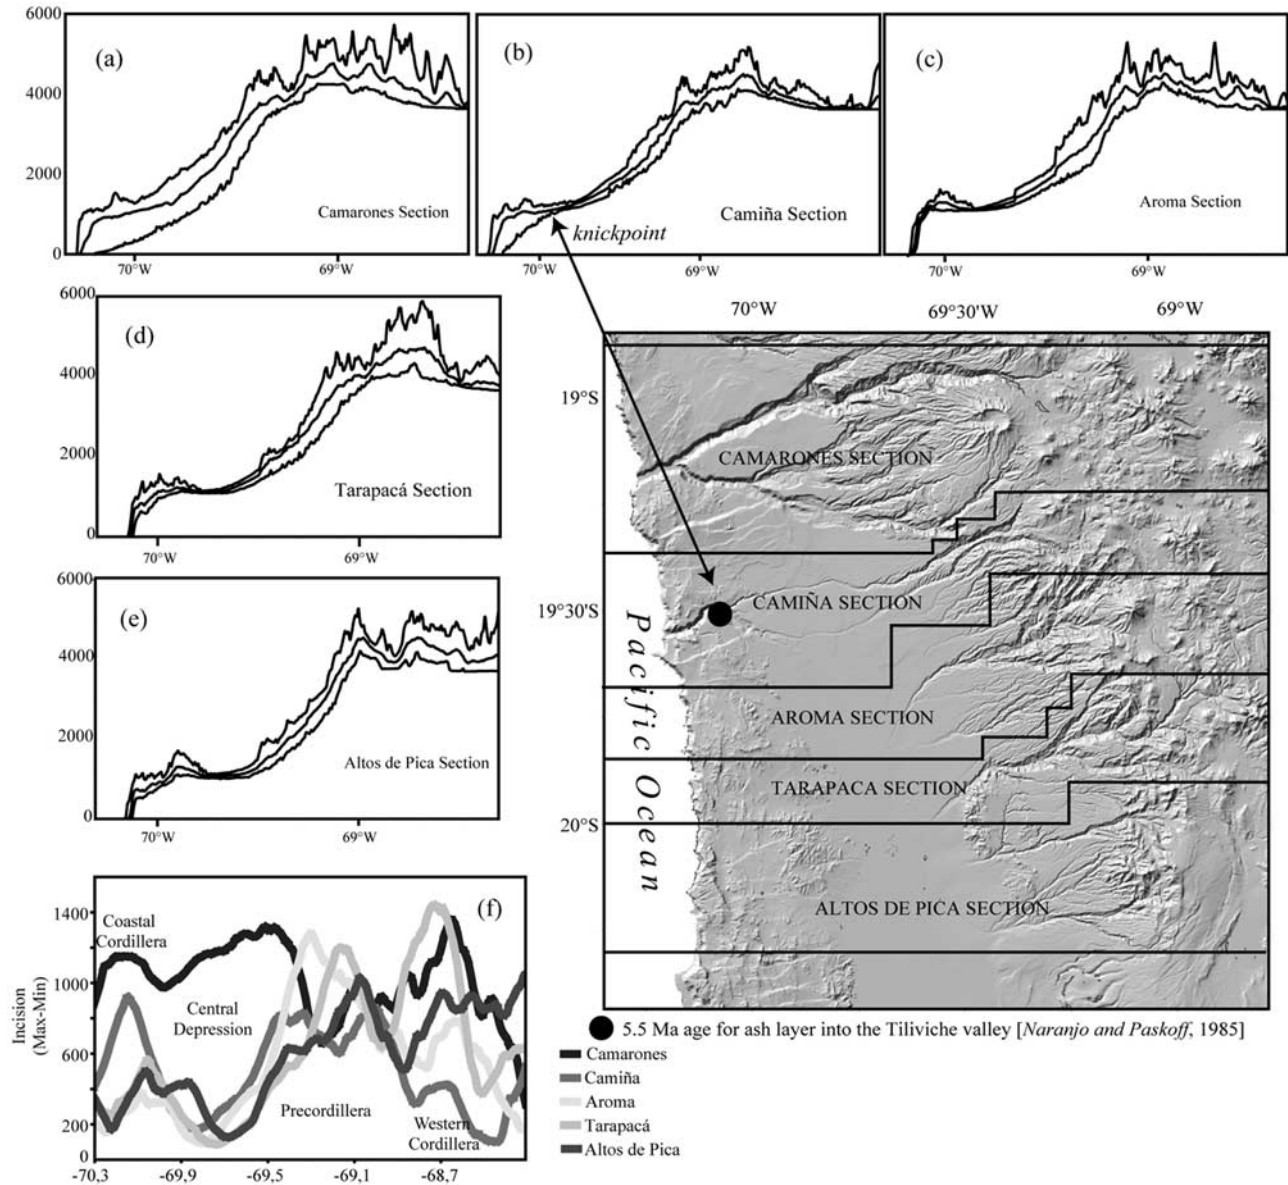 6000
4000
2000
0
(a)
Camarones Section
70°W
69°W
(b)
Camiña Section
knickpoint
70°W
69°W
(c)
Aroma Section
70°W
69°W
6000
4000
2000
0
(d)
Tarapacá Section
70°W
69°W
6000
4000
2000
0
(e)
Altos de Pica Section
70°W
69°W
70°W
69°30'W
69°W
19°S
19°30'S
20°S
CAMARONES SECTION
CAMIÑA SECTION
AROMA SECTION
TARAPACA SECTION
ALTOS DE PICA SECTION
Pacific Ocean
(f)
Incision
(Max-Min)
1400
1000
600
200
0
Coastal
Cordillera
Central
Depression
Precordillera
Western
Cordillera
-70,3
-69,9
-69,5
-69,1
-68,7
5.5 Ma age for ash layer into the Tiliviche valley [Naranjo and Paskoff, 1985]
Camarones
Camiña
Aroma
Tarapacá
Altos de Pica